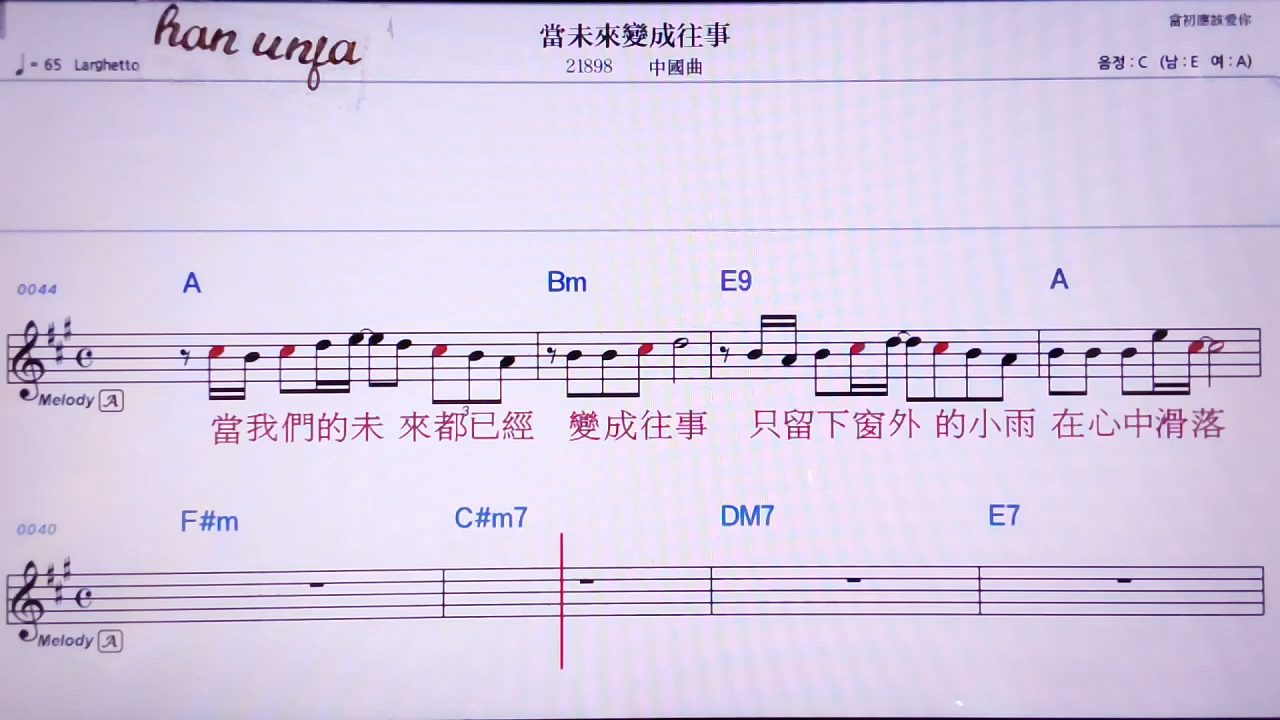 han unfa
當未來變成往事
當初應該愛你
♩= 65 Larghetto
21898 中國曲
음정 : C (남 : E 여 : A)
0044
A Bm E9 A
Melody A
3
當我們的未 來都已經 變成往事 只留下窗外 的小雨 在心中滑落
0040
F#m C#m7 DM7 E7
Melody A